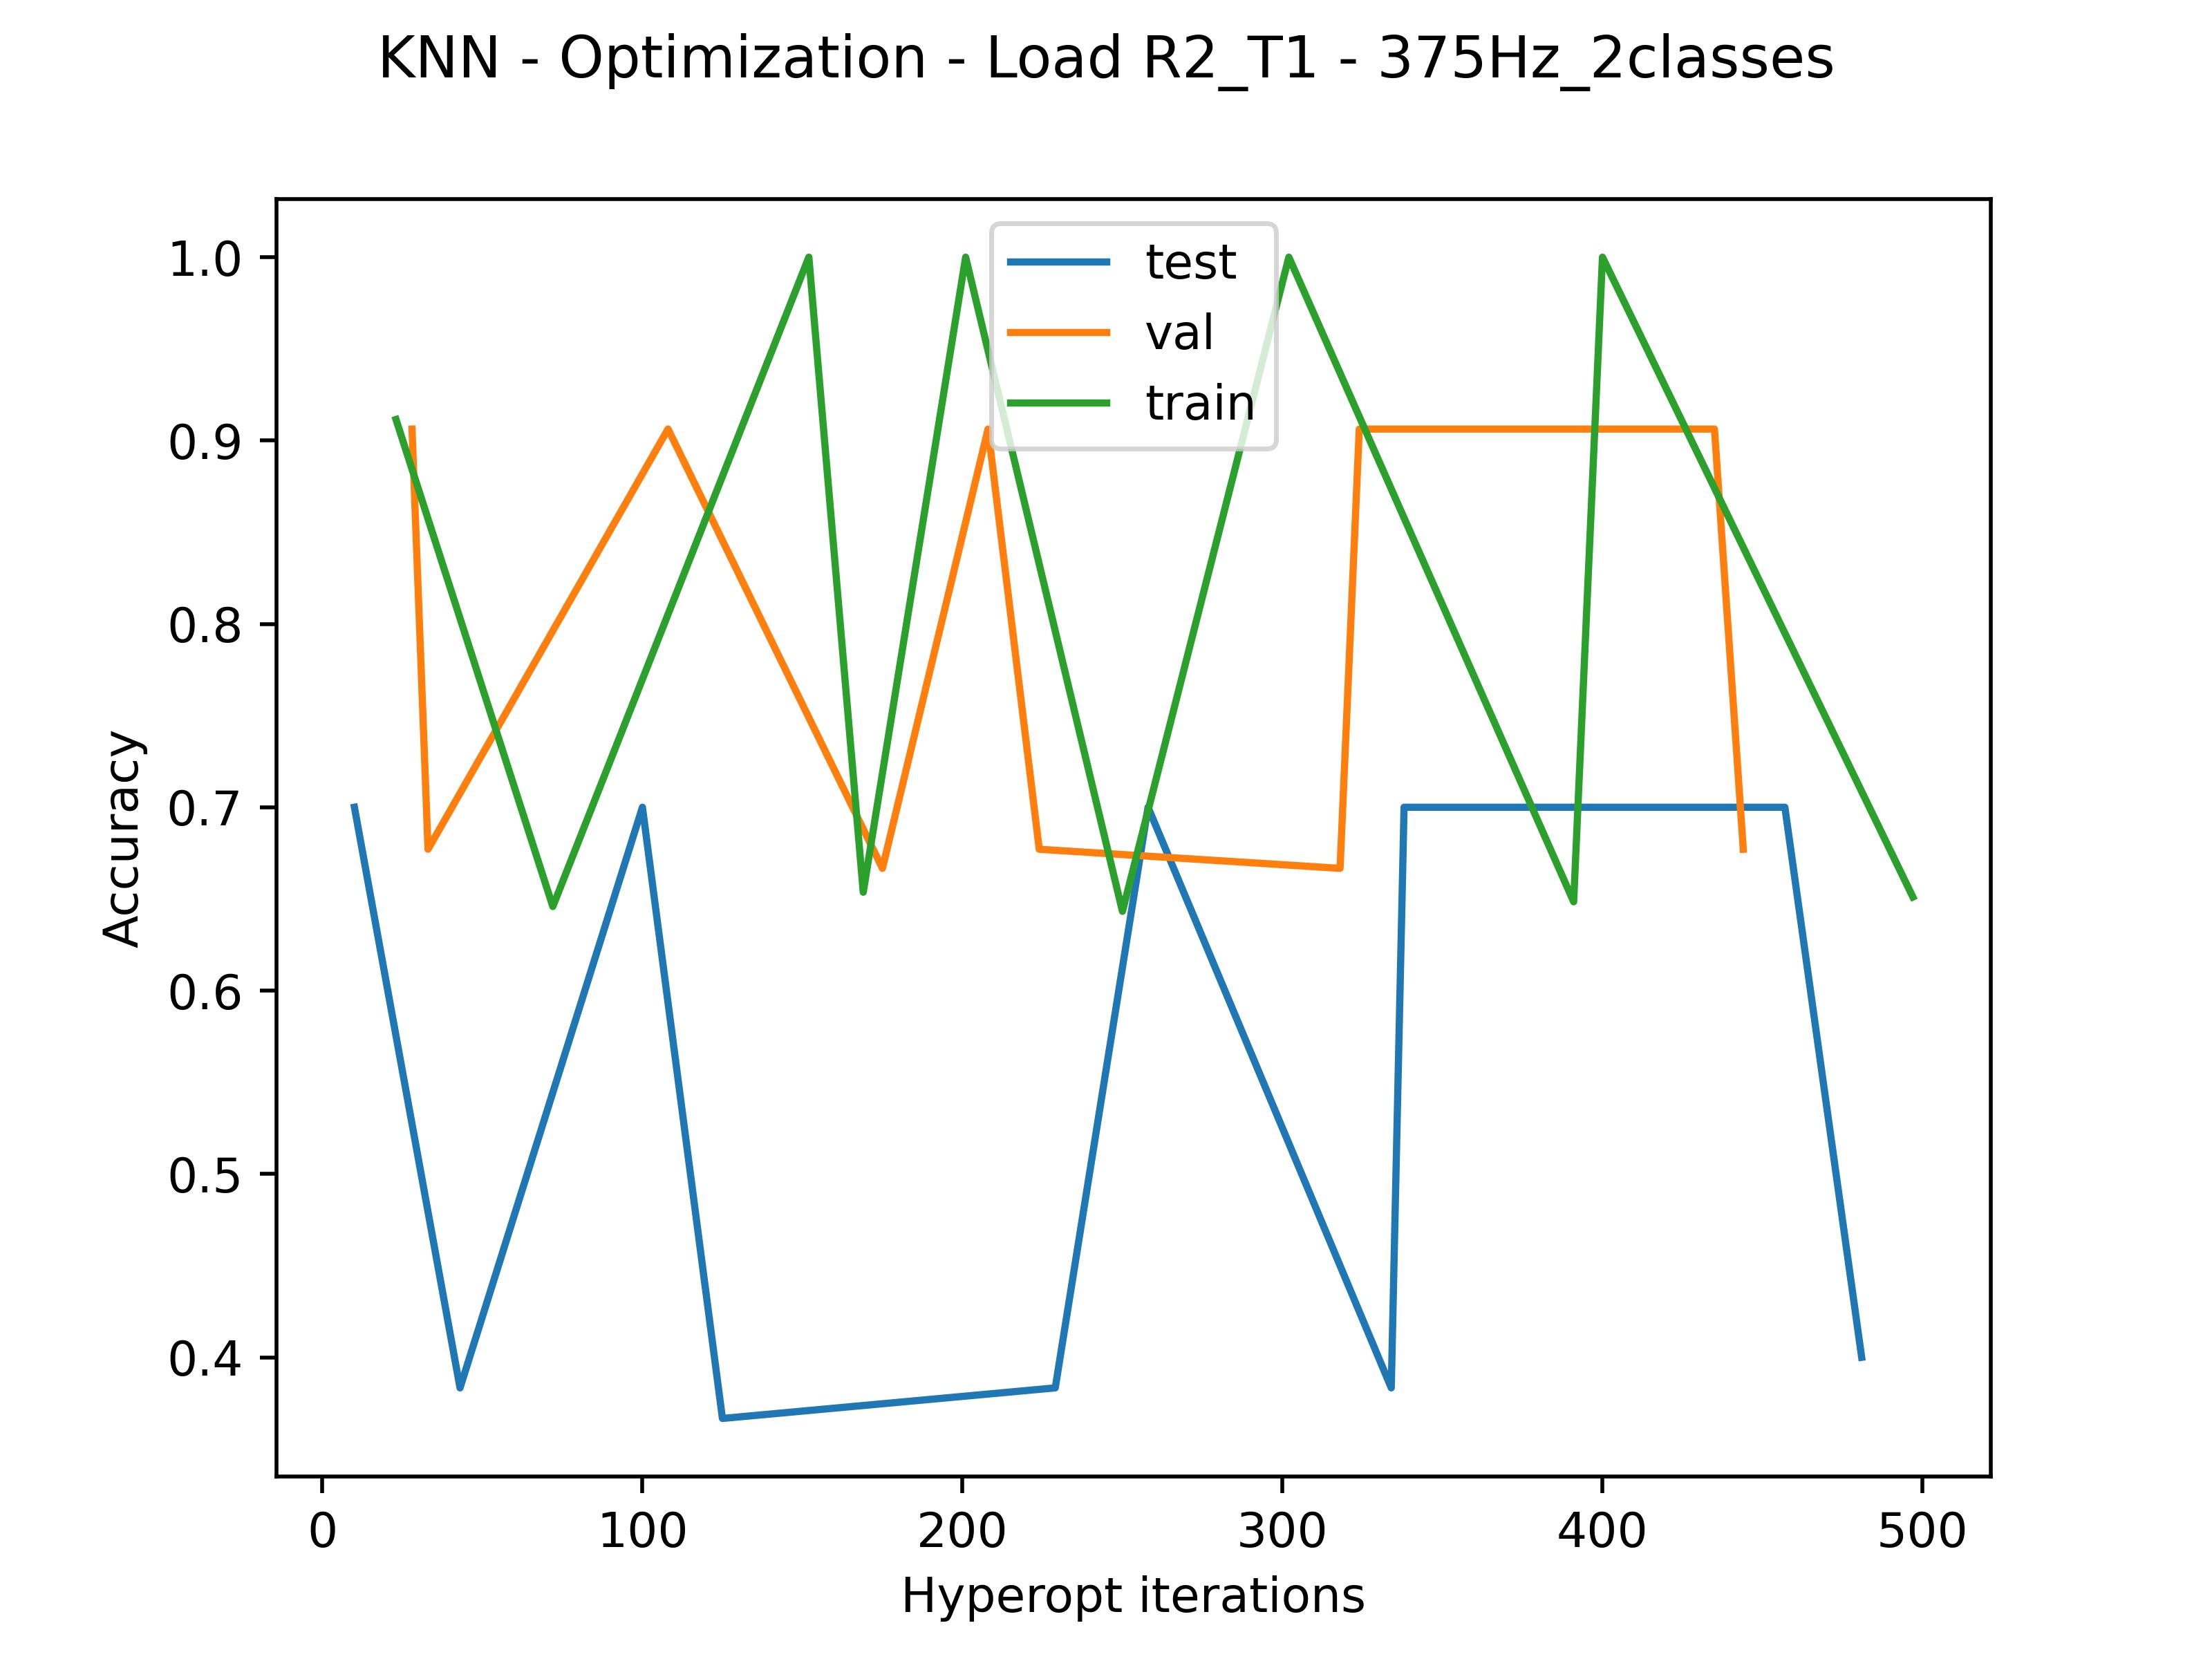 KNN - Optimization - Load R2_T1 - 375Hz_2classes
test
val
train
1.0
0.9
0.8
0.7
0.6
0.5
0.4
Accuracy
0 100 200 300 400 500
Hyperopt iterations